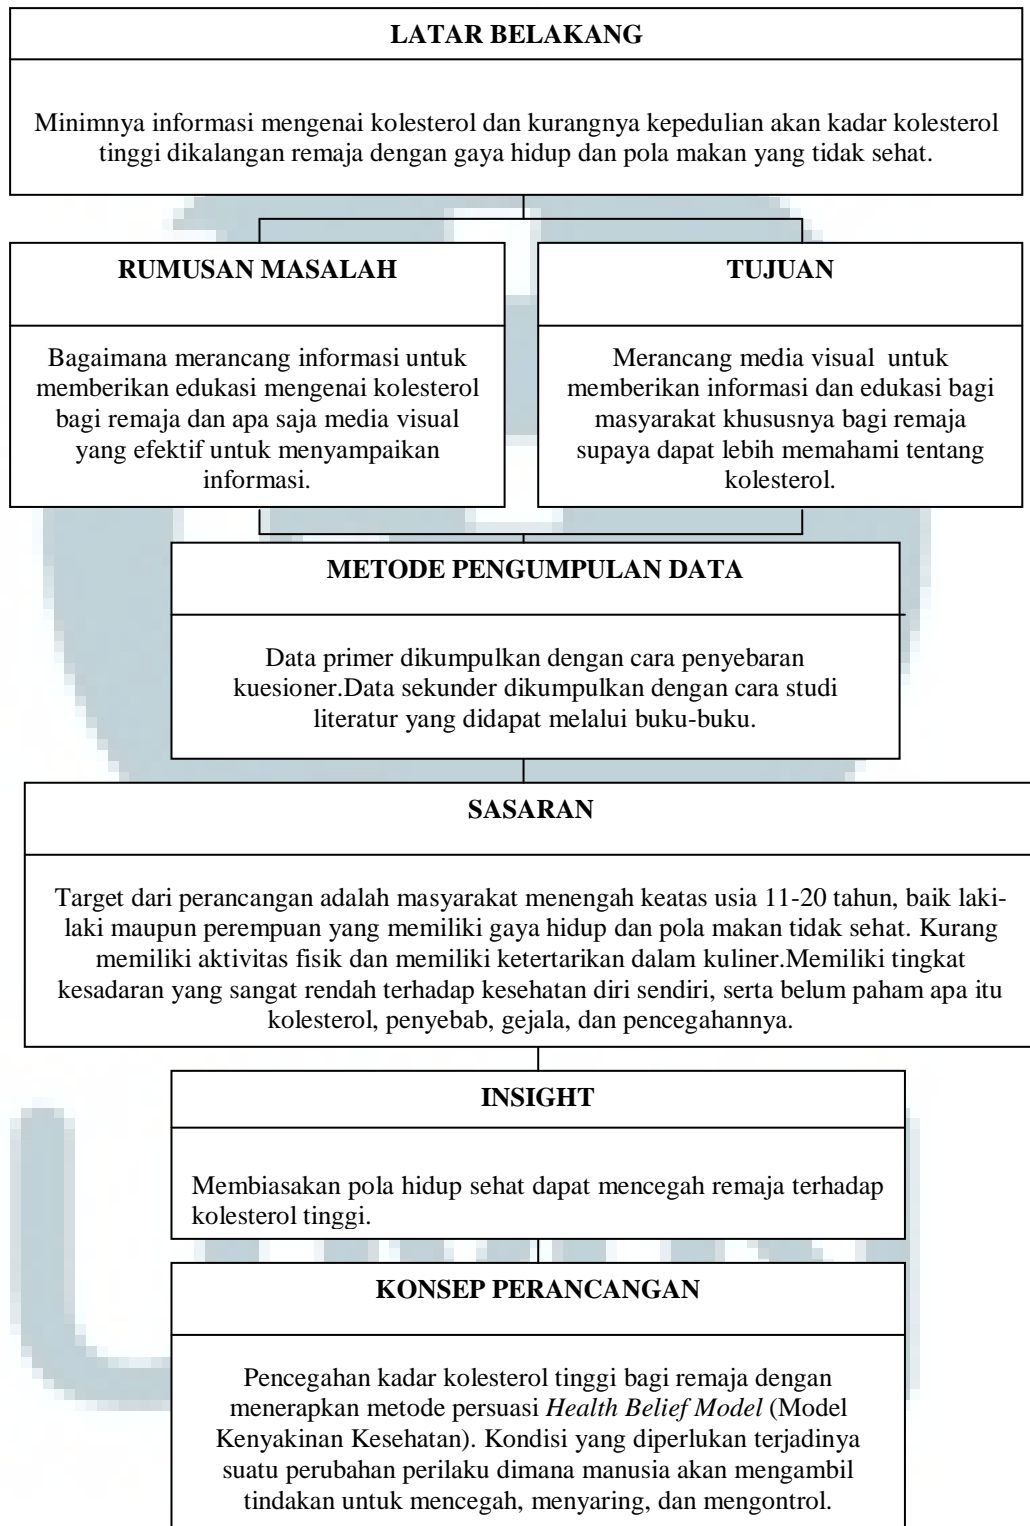 LATAR BELAKANG
Minimnya informasi mengenai kolesterol dan kurangnya kepedulian akan kadar kolesterol
tinggi dikalangan remaja dengan gaya hidup dan pola makan yang tidak sehat.
RUMUSAN MASALAH
Bagaimana merancang informasi untuk
memberikan edukasi mengenai kolesterol
bagi remaja dan apa saja media visual
yang efektif untuk menyampaikan
informasi.
TUJUAN
Merancang media visual untuk
memberikan informasi dan edukasi bagi
masyarakat khususnya bagi remaja
supaya dapat lebih memahami tentang
kolesterol.
METODE PENGUMPULAN DATA
Data primer dikumpulkan dengan cara penyebaran
kuesioner.Data sekunder dikumpulkan dengan cara studi
literatur yang didapat melalui buku-buku.
SASARAN
Target dari perancangan adalah masyarakat menengah keatas usia 11-20 tahun, baik laki-
laki maupun perempuan yang memiliki gaya hidup dan pola makan tidak sehat. Kurang
memiliki aktivitas fisik dan memiliki ketertarikan dalam kuliner.Memiliki tingkat
kesadaran yang sangat rendah terhadap kesehatan diri sendiri, serta belum paham apa itu
kolesterol, penyebab, gejala, dan pencegahannya.
INSIGHT
Membiasakan pola hidup sehat dapat mencegah remaja terhadap
kolesterol tinggi.
KONSEP PERANCANGAN
Pencegahan kadar kolesterol tinggi bagi remaja dengan
menerapkan metode persuasi Health Belief Model (Model
Kenyakinan Kesehatan). Kondisi yang diperlukan terjadinya
suatu perubahan perilaku dimana manusia akan mengambil
tindakan untuk mencegah, menyaring, dan mengontrol.